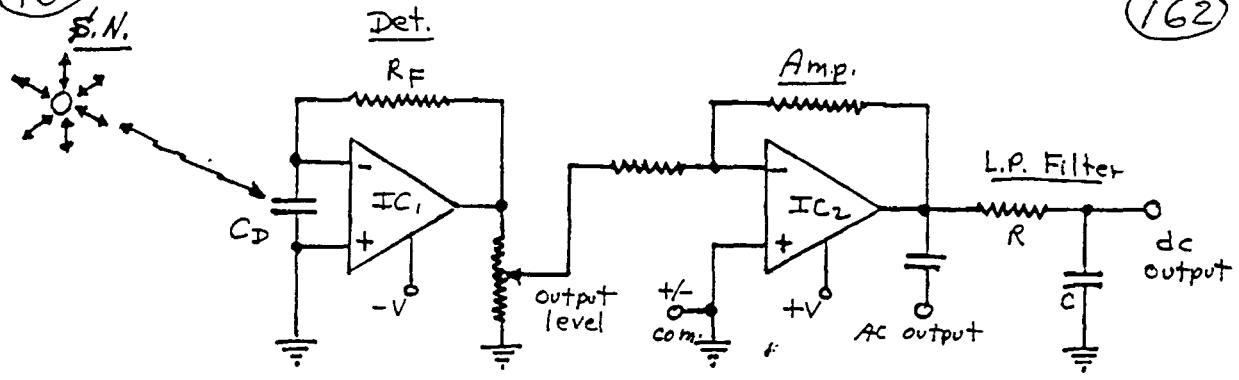 162
S.N.
Det.
RF
Amp.
L.P. Filter
-
IC1
+
CD
-V
output
level
-
IC2
+
+/-
com.
+V
AC output
R
C
dc
output